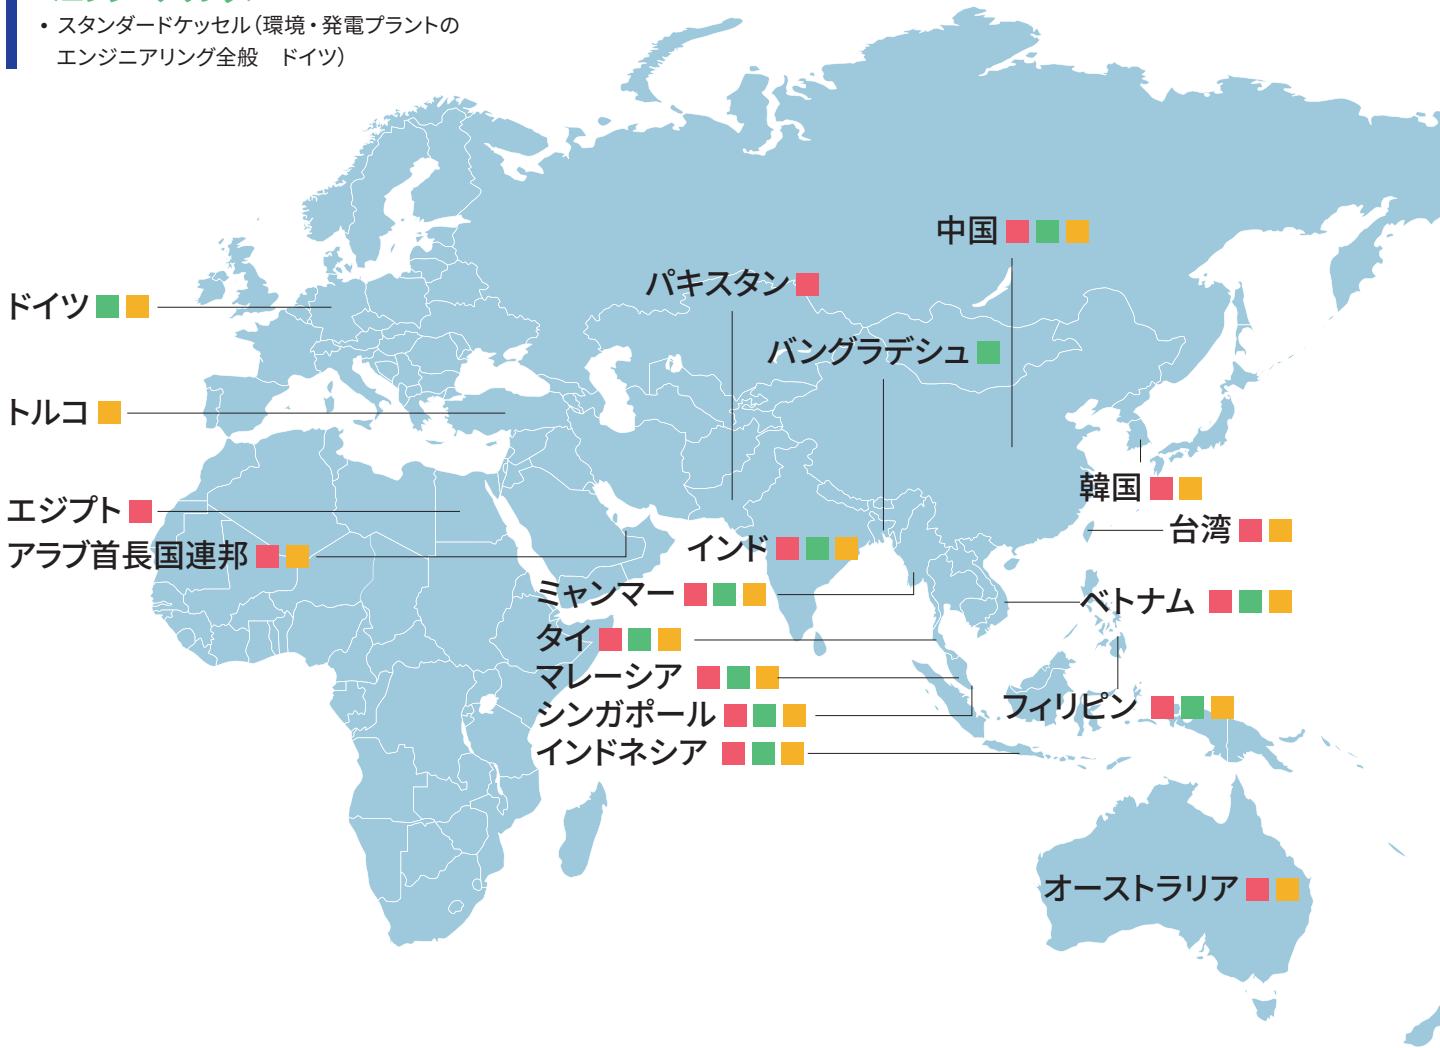 • スタンダードケッセル（環境・発電プラントの
エンジニアリング全般　ドイツ）
中国
パキスタン
ドイツ
バングラデシュ
トルコ
韓国
エジプト
台湾
アラブ首長国連邦
インド
ミャンマー
ベトナム
タイ
マレーシア
シンガポール
フィリピン
インドネシア
オーストラリア